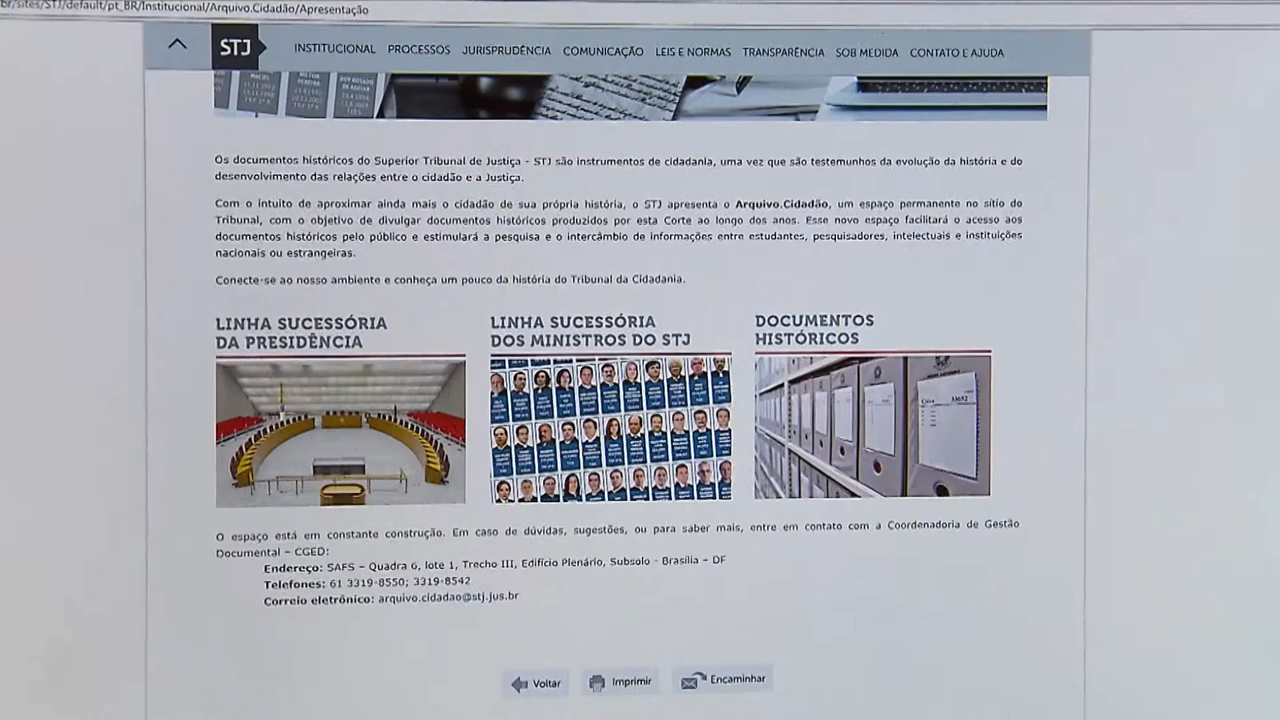 br/sites/STJ/default/pt_BR/Institucional/Arquivo.Cidadão/Apresentação
STJ
INSTITUCIONAL PROCESSOS JURISPRUDÊNCIA COMUNICAÇÃO LEIS E NORMAS TRANSPARÊNCIA SOB MEDIDA CONTATO E AJUDA
Os documentos históricos do Superior Tribunal de Justiça - STJ são instrumentos de cidadania, uma vez que são testemunhos da evolução da história e do
desenvolvimento das relações entre o cidadão e a Justiça.
Com o intuito de aproximar ainda mais o cidadão de sua própria história, o STJ apresenta o Arquivo.Cidadão, um espaço permanente no sítio do
Tribunal, com o objetivo de divulgar documentos históricos produzidos por esta Corte ao longo dos anos. Esse novo espaço facilitará o acesso aos
documentos históricos pelo público e estimulará a pesquisa e o intercâmbio de informações entre estudantes, pesquisadores, intelectuais e instituições
nacionais ou estrangeiras.
Conecte-se ao nosso ambiente e conheça um pouco da história do Tribunal da Cidadania.
LINHA SUCESSÓRIA
DA PRESIDÊNCIA
LINHA SUCESSÓRIA
DOS MINISTROS DO STJ
DOCUMENTOS
HISTÓRICOS
O espaço está em constante construção. Em caso de dúvidas, sugestões, ou para saber mais, entre em contato com a Coordenadoria de Gestão
Documental – CGED:
Endereço: SAFS – Quadra 6, lote 1, Trecho III, Edifício Plenário, Subsolo - Brasília – DF
Telefones: 61 3319-8550; 3319-8542
Correio eletrônico: arquivo.cidadao@stj.jus.br
Voltar
Imprimir
Encaminhar